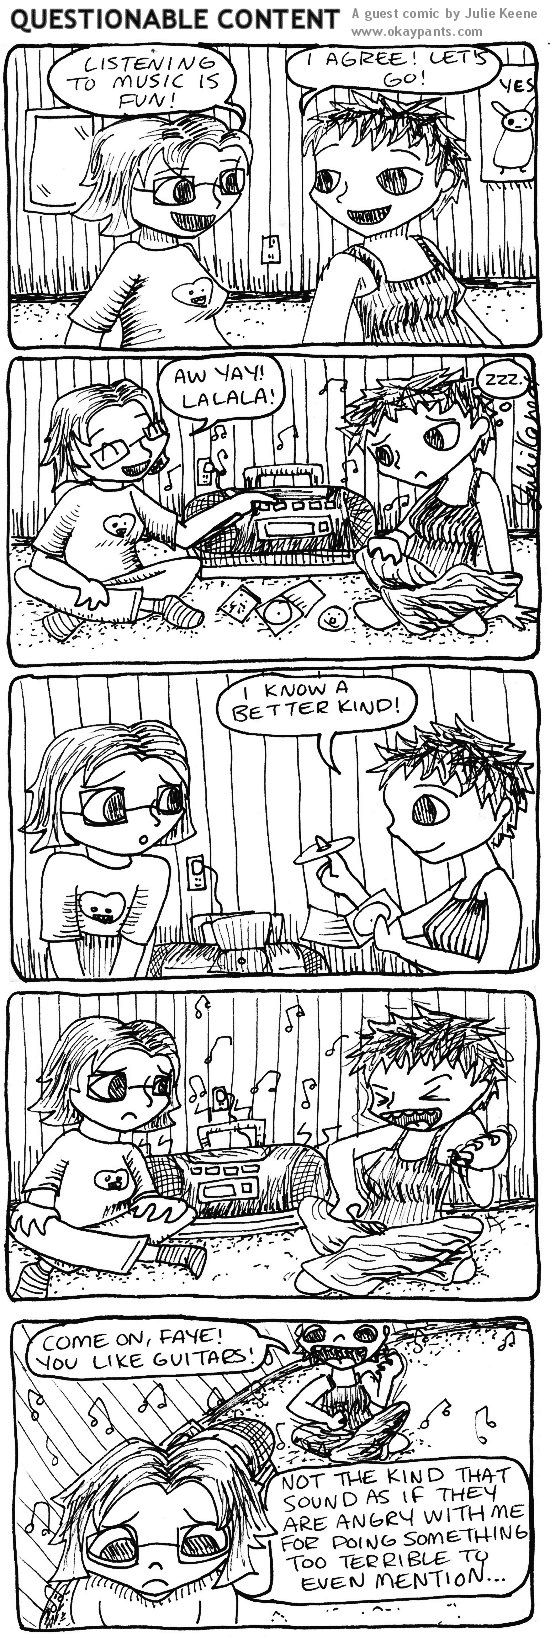 QUESTIONABLE CONTENT
A guest comic by Julie Keene
www.okaypants.com
LISTENING
TO MUSIC IS
FUN!
I AGREE! LET'S
GO!
YES
AW YAY!
LALALA!
ZZZ.
I KNOW A
BETTER KIND!
COME ON, FAYE!
YOU LIKE GUITARS!
NOT THE KIND THAT
SOUND AS IF THEY
ARE ANGRY WITH ME
FOR DOING SOMETHING
TOO TERRIBLE TO
EVEN MENTION...